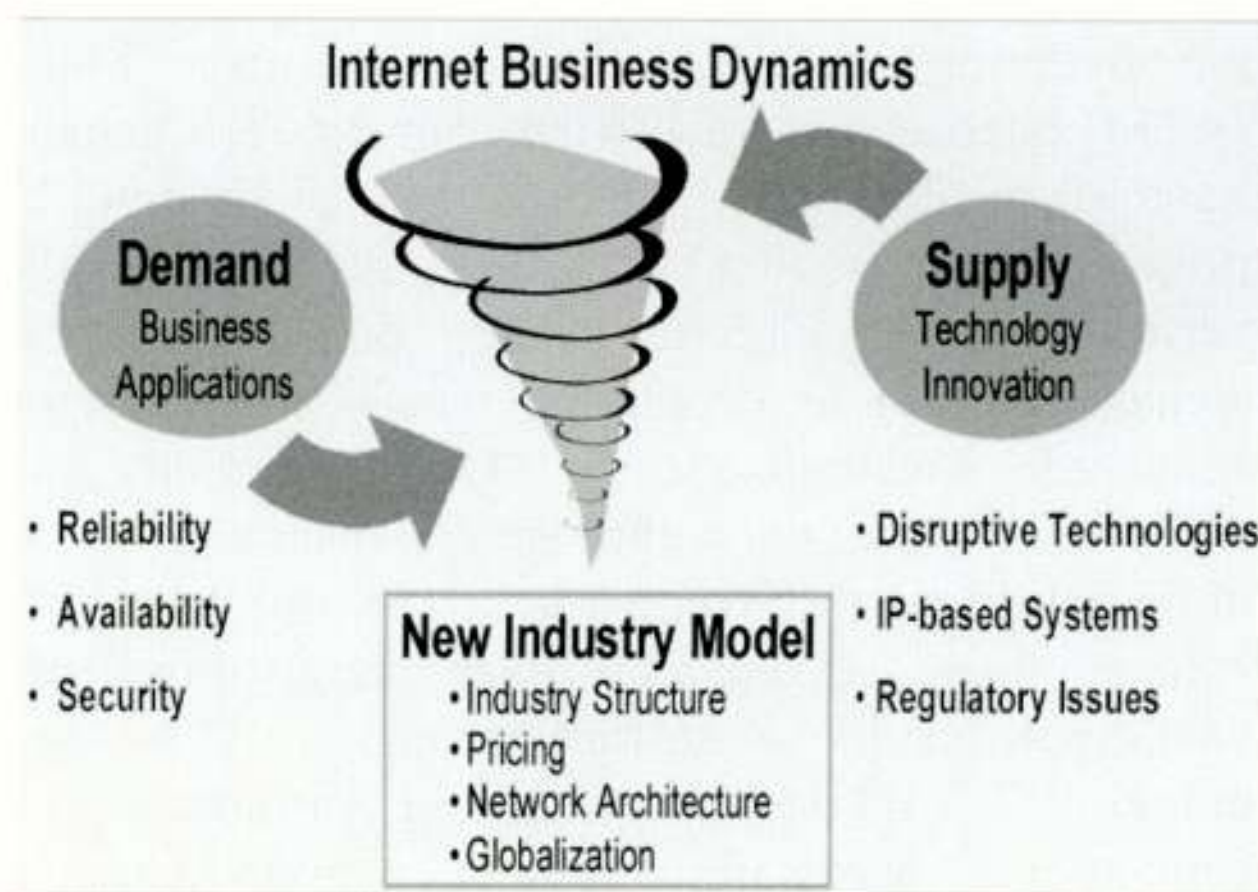 Internet Business Dynamics
Demand
Business
Applications
• Reliability
• Availability
• Security
Supply
Technology
Innovation
• Disruptive Technologies
• IP-based Systems
• Regulatory Issues
New Industry Model
• Industry Structure
• Pricing
• Network Architecture
• Globalization